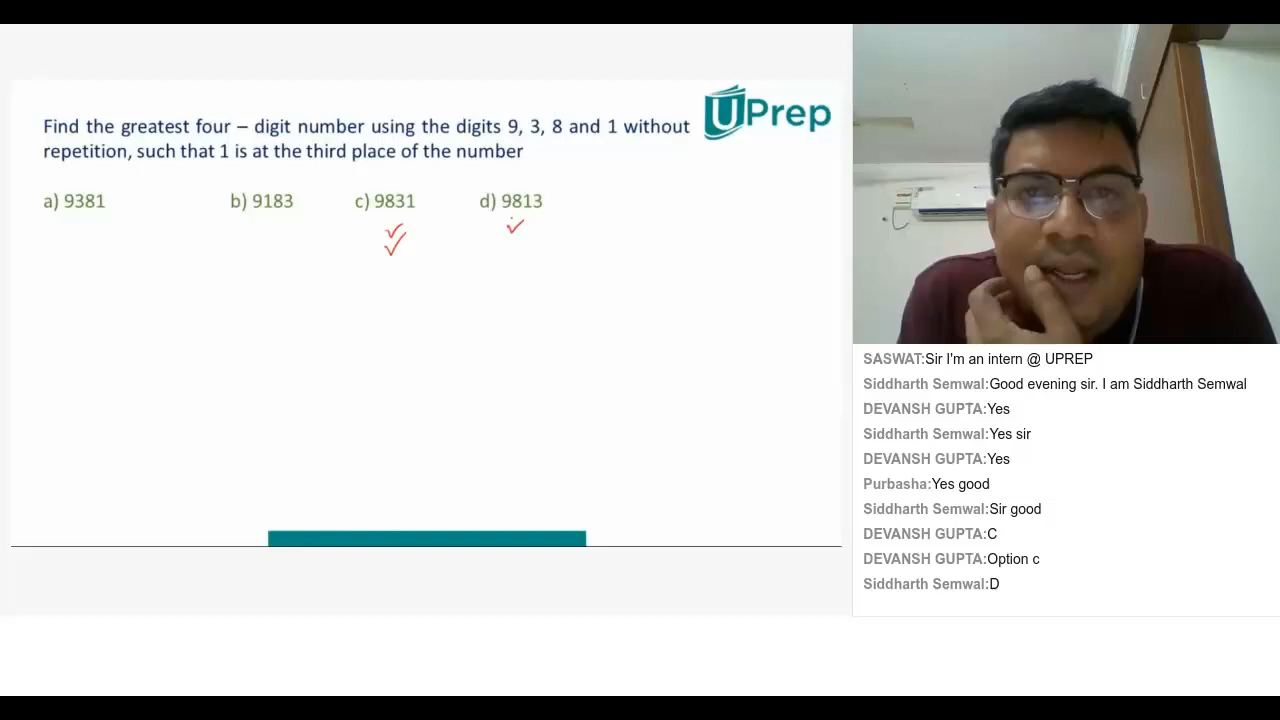 UPrep
Find the greatest four – digit number using the digits 9, 3, 8 and 1 without
repetition, such that 1 is at the third place of the number
a) 9381 b) 9183 c) 9831 d) 9813
SASWAT:Sir I'm an intern @ UPREP
Siddharth Semwal:Good evening sir. I am Siddharth Semwal
DEVANSH GUPTA:Yes
Siddharth Semwal:Yes sir
DEVANSH GUPTA:Yes
Purbasha:Yes good
Siddharth Semwal:Sir good
DEVANSH GUPTA:C
DEVANSH GUPTA:Option c
Siddharth Semwal:D